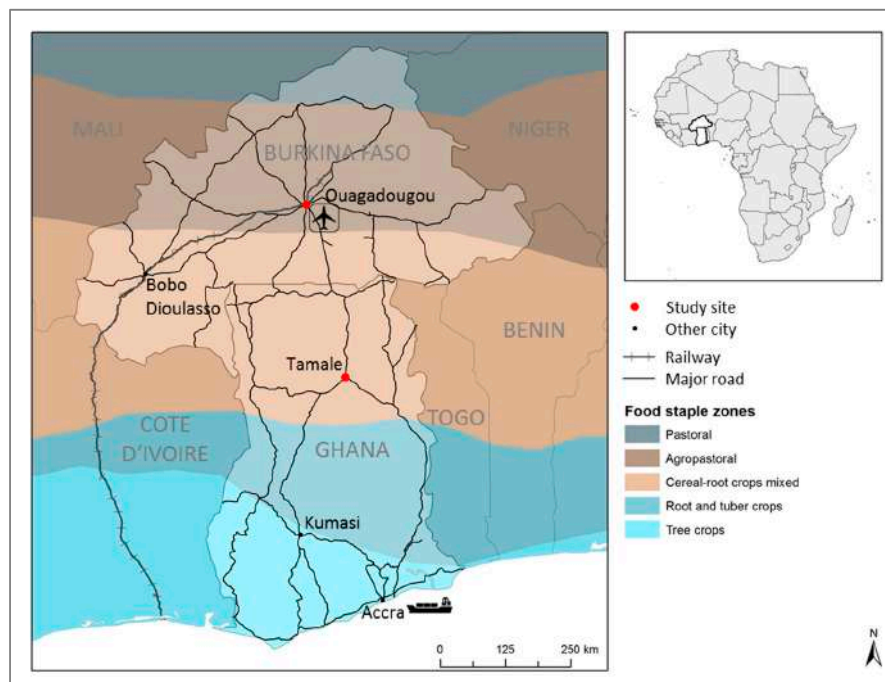 MALI
NIGER
BURKINA FASO
Ouagadougou
Bobo
Dioulasso
BENIN
Tamale
COTE
D'IVOIRE
TOGO
GHANA
Kumasi
Accra
0 125 250 km
Study site
Other city
Railway
Major road
Food staple zones
Pastoral
Agropastoral
Cereal-root crops mixed
Root and tuber crops
Tree crops
N